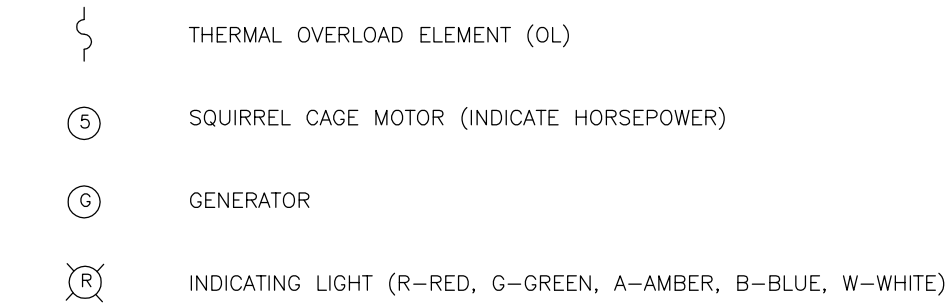 THERMAL OVERLOAD ELEMENT (OL)
5 SQUIRREL CAGE MOTOR (INDICATE HORSEPOWER)
G GENERATOR
R INDICATING LIGHT (R-RED, G-GREEN, A-AMBER, B-BLUE, W-WHITE)